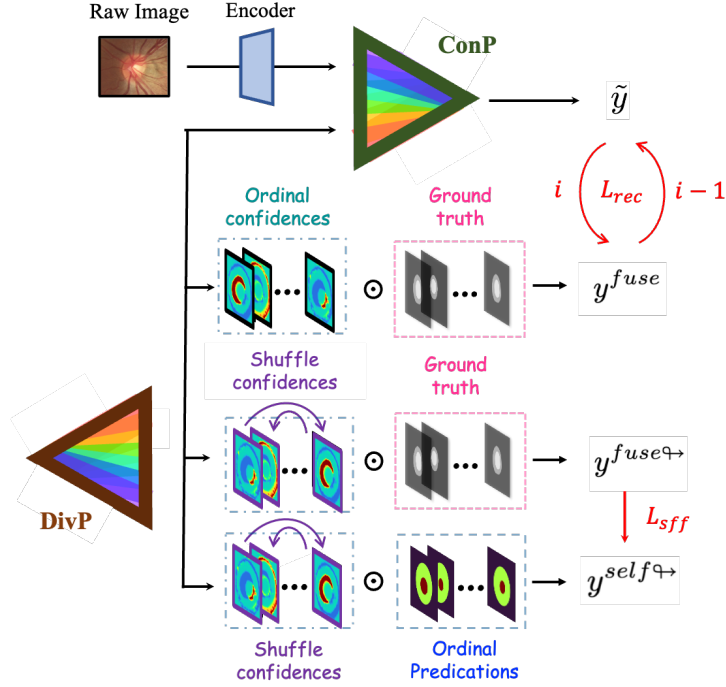 Raw Image
Encoder
ConP
ỹ
i
L_rec
i − 1
Ordinal
confidences
Ground
truth
⊙
y^fuse
Shuffle
confidences
Ground
truth
⊙
y^fuse↬
DivP
L_sff
⊙
y^self↬
Shuffle
confidences
Ordinal
Predications